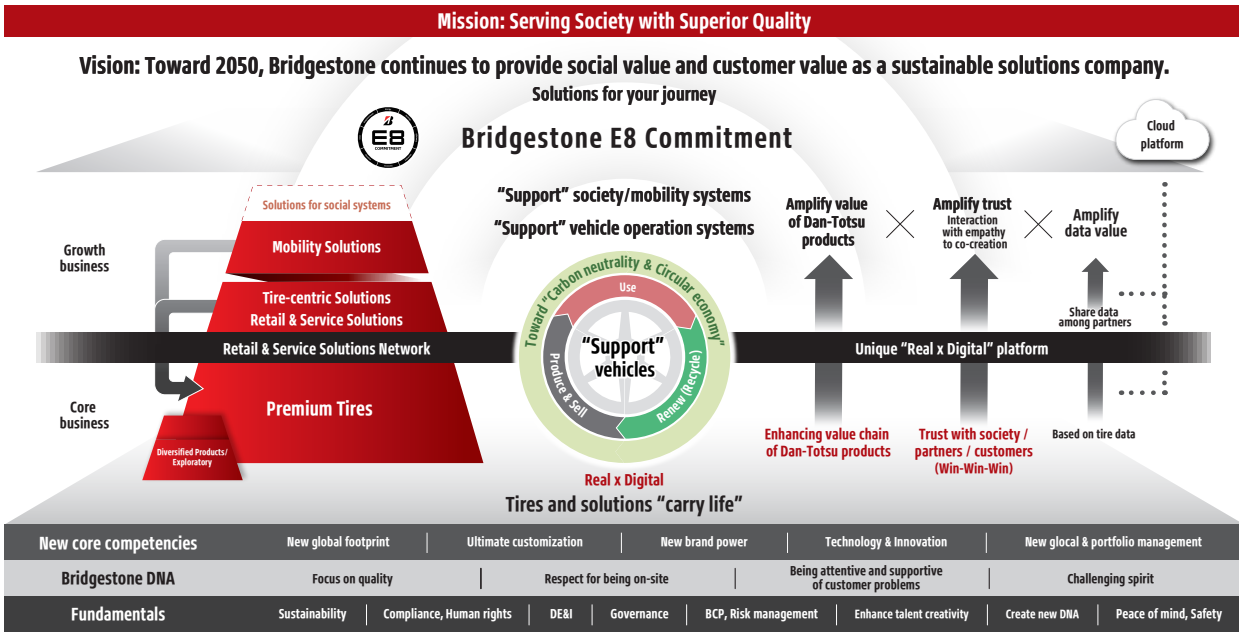 Mission: Serving Society with Superior Quality
Vision: Toward 2050, Bridgestone continues to provide social value and customer value as a sustainable solutions company.
Solutions for your journey
E8
COMMITMENT
Bridgestone E8 Commitment
Cloud
platform
Solutions for social systems
Mobility Solutions
Growth
business
Tire-centric Solutions
Retail & Service Solutions
Retail & Service Solutions Network
Core
business
Premium Tires
Diversified Products/
Exploratory
"Support" society/mobility systems
"Support" vehicle operation systems
Toward "Carbon neutrality & Circular economy"
Use
Produce & Sell
Renew (Recycle)
"Support"
vehicles
Real x Digital
Tires and solutions "carry life"
Amplify value
of Dan-Totsu
products
Amplify trust
Interaction
with empathy
to co-creation
Amplify
data value
Share data
among partners
Unique "Real x Digital" platform
Enhancing value chain
of Dan-Totsu products
Trust with society /
partners / customers
(Win-Win-Win)
Based on tire data
New core competencies
New global footprint
Ultimate customization
New brand power
Technology & Innovation
New glocal & portfolio management
Bridgestone DNA
Focus on quality
Respect for being on-site
Being attentive and supportive
of customer problems
Challenging spirit
Fundamentals
Sustainability
Compliance, Human rights
DE&I
Governance
BCP, Risk management
Enhance talent creativity
Create new DNA
Peace of mind, Safety